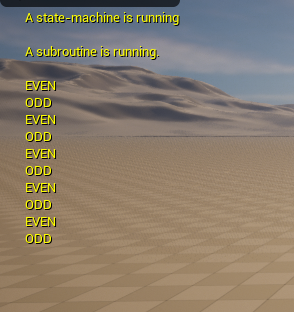 A state-machine is running
A subroutine is running.
EVEN
ODD
EVEN
ODD
EVEN
ODD
EVEN
ODD
EVEN
ODD